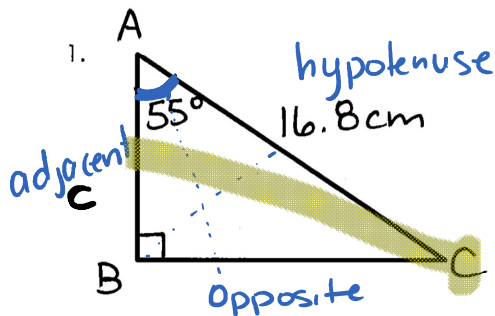 A
1.
hypotenuse
55°
16.8cm
adjacent
c
B
C
opposite